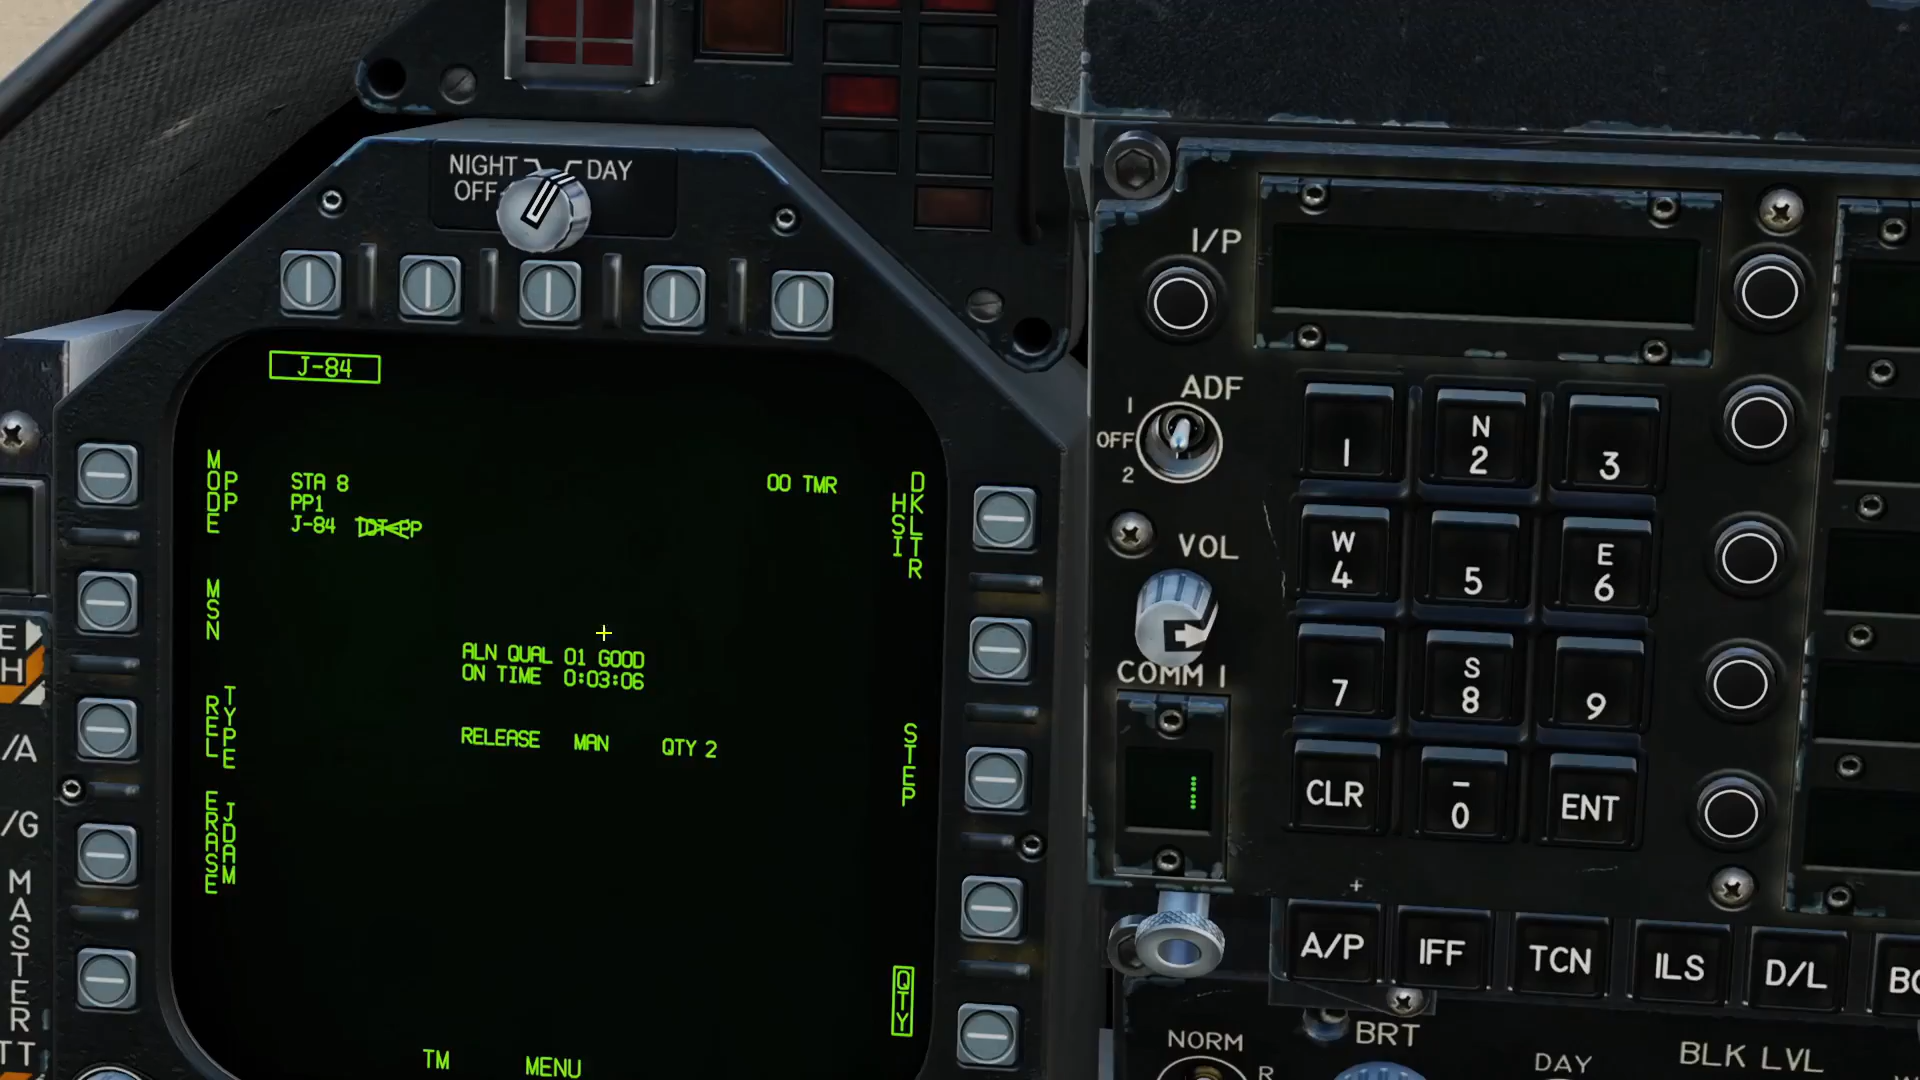 NIGHT DAY
OFF
J-84
MODE PP
STA 8
PP1
J-84
00 TMR
HSI DKLTR
MSN
ALN QUAL 01 GOOD
ON TIME 0:03:06
REL TYPE
RELEASE MAN QTY 2
STEP
ERASE JDAM
QTY
TM MENU
/A
/G
MASTER
I/P
ADF
1
OFF
2
VOL
COMM 1
1
N 2
3
W 4
5
E 6
7
S 8
9
CLR
– 0
ENT
A/P IFF TCN ILS D/L
NORM BRT
R
DAY
BLK LVL